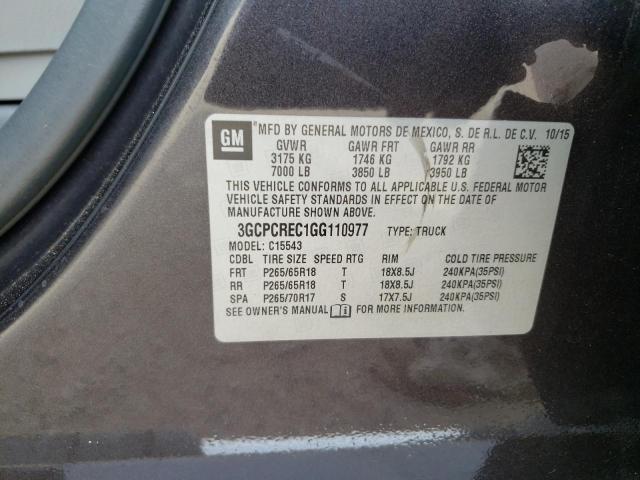 GM MFD BY GENERAL MOTORS DE MEXICO, S. DE R.L. DE C.V. 10/15
GVWR GAWR FRT GAWR RR
3175 KG 1746 KG 1792 KG
7000 LB 3850 LB 3950 LB
THIS VEHICLE CONFORMS TO ALL APPLICABLE U.S. FEDERAL MOTOR
VEHICLE SAFETY STANDARDS IN EFFECT ON THE DATE OF
MANUFACTURE SHOWN ABOVE.
3GCPCREC1GG110977 TYPE: TRUCK
MODEL: C15543
CDBL TIRE SIZE SPEED RTG RIM COLD TIRE PRESSURE
FRT P265/65R18 T 18X8.5J 240KPA(35PSI)
RR P265/65R18 T 18X8.5J 240KPA(35PSI)
SPA P265/70R17 S 17X7.5J 240KPA(35PSI)
SEE OWNER'S MANUAL FOR MORE INFORMATION.